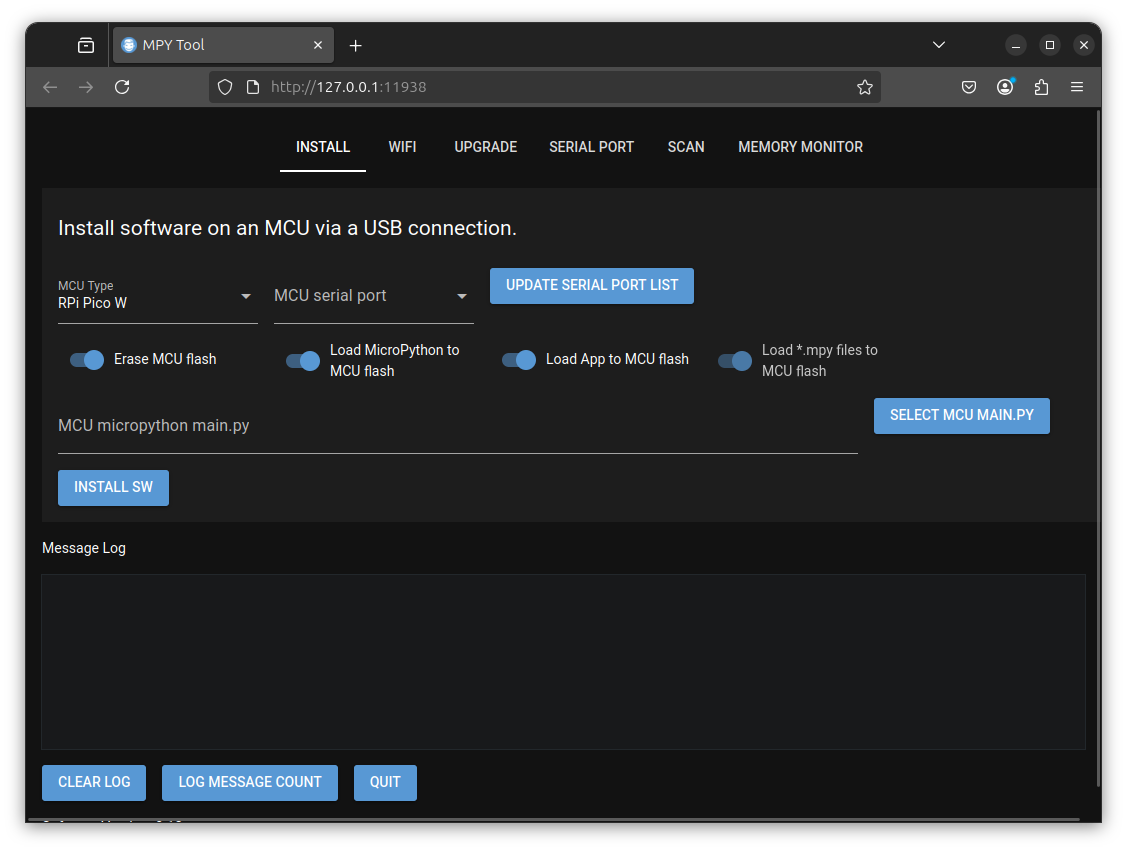 MPY Tool
http://127.0.0.1:11938
INSTALL WIFI UPGRADE SERIAL PORT SCAN MEMORY MONITOR
Install software on an MCU via a USB connection.
MCU Type
RPi Pico W
MCU serial port
UPDATE SERIAL PORT LIST
Erase MCU flash
Load MicroPython to
MCU flash
Load App to MCU flash
Load *.mpy files to
MCU flash
MCU micropython main.py
SELECT MCU MAIN.PY
INSTALL SW
Message Log
CLEAR LOG LOG MESSAGE COUNT QUIT